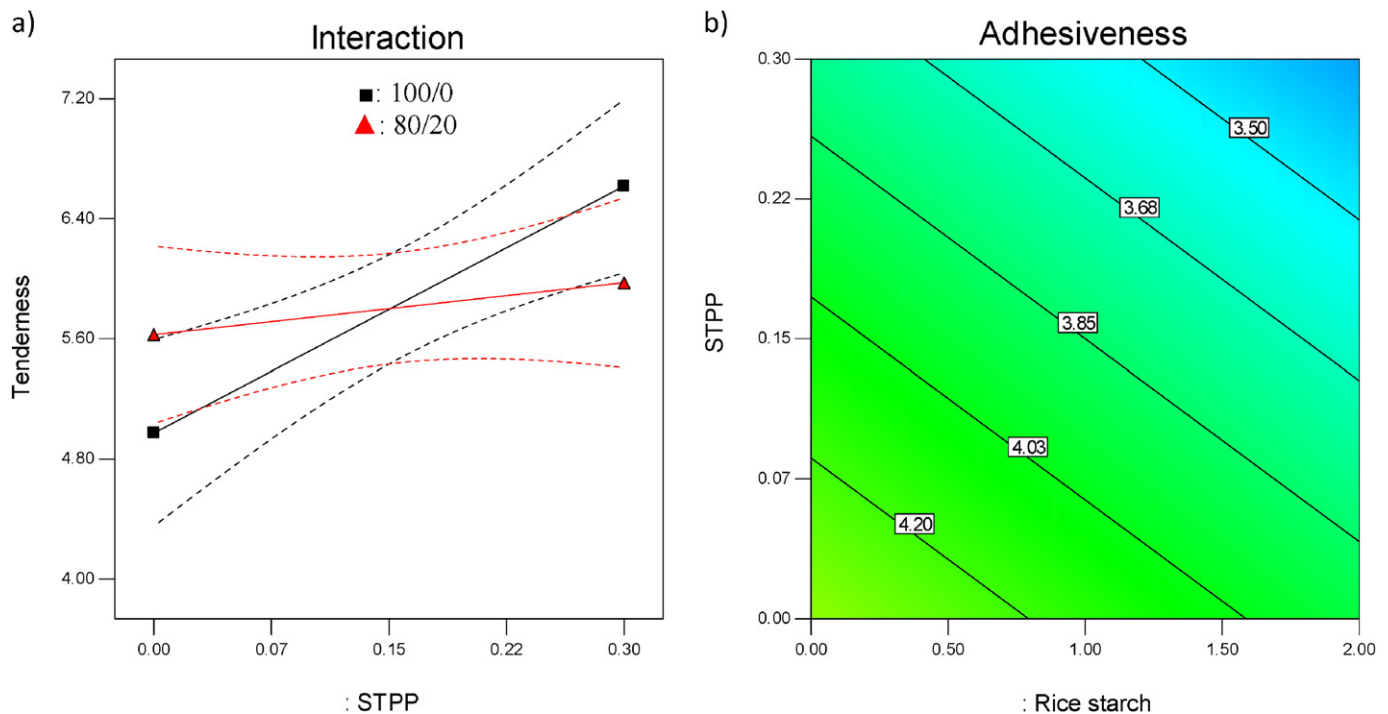 a)
Interaction
: 100/0
: 80/20
7.20
6.40
5.60
4.80
4.00
Tenderness
0.00 0.07 0.15 0.22 0.30
: STPP
b)
Adhesiveness
0.30
0.22
0.15
0.07
0.00
STPP
3.50
3.68
3.85
4.03
4.20
0.00 0.50 1.00 1.50 2.00
: Rice starch